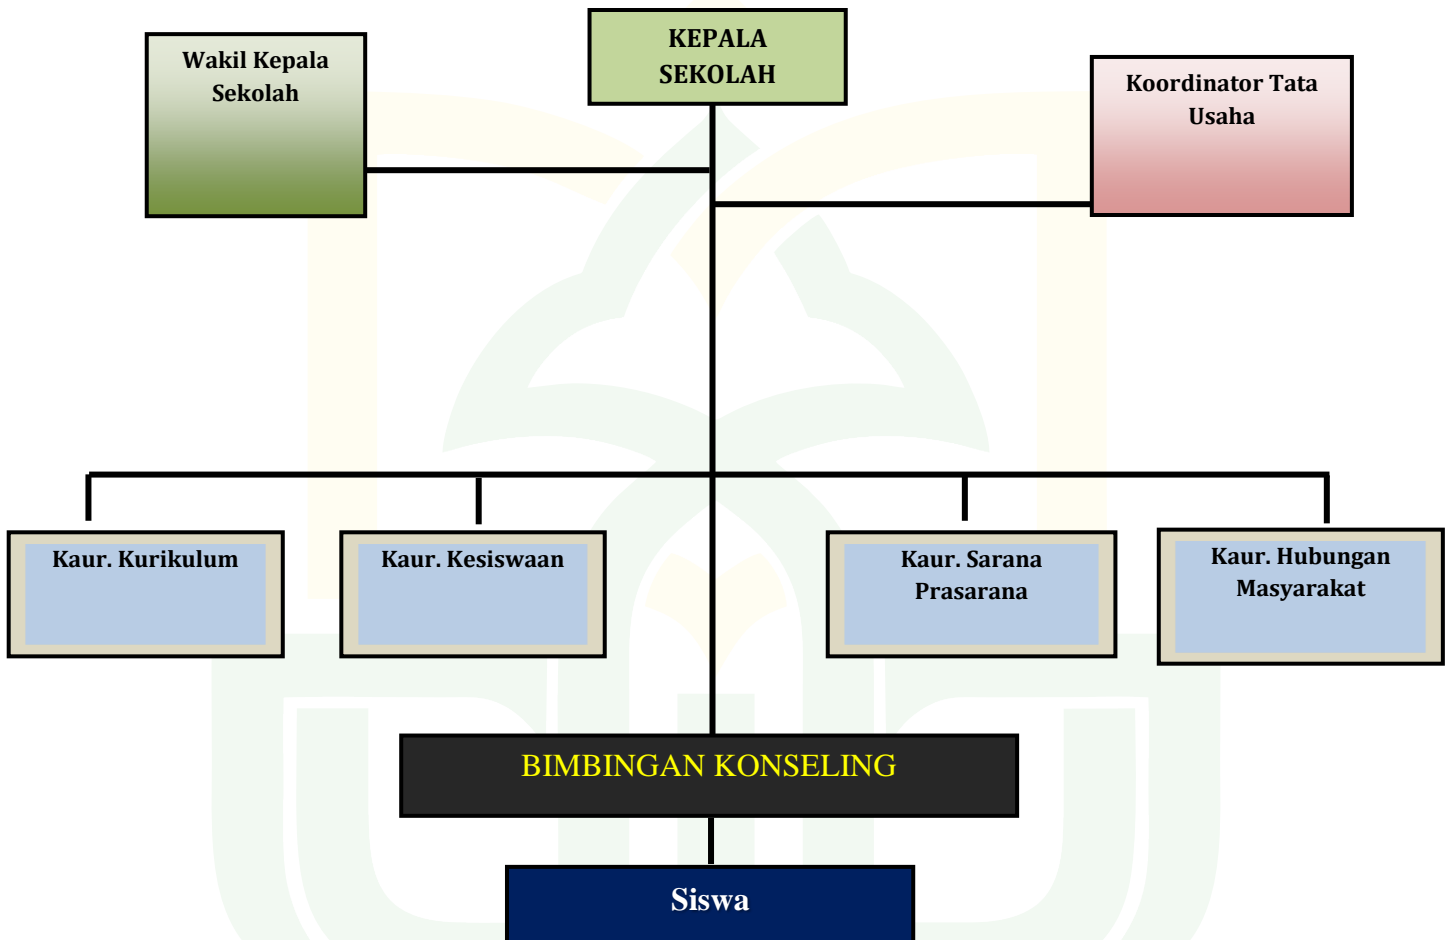 KEPALA
SEKOLAH
Wakil Kepala
Sekolah
Koordinator Tata
Usaha
Kaur. Kurikulum
Kaur. Kesiswaan
Kaur. Sarana
Prasarana
Kaur. Hubungan
Masyarakat
BIMBINGAN KONSELING
Siswa